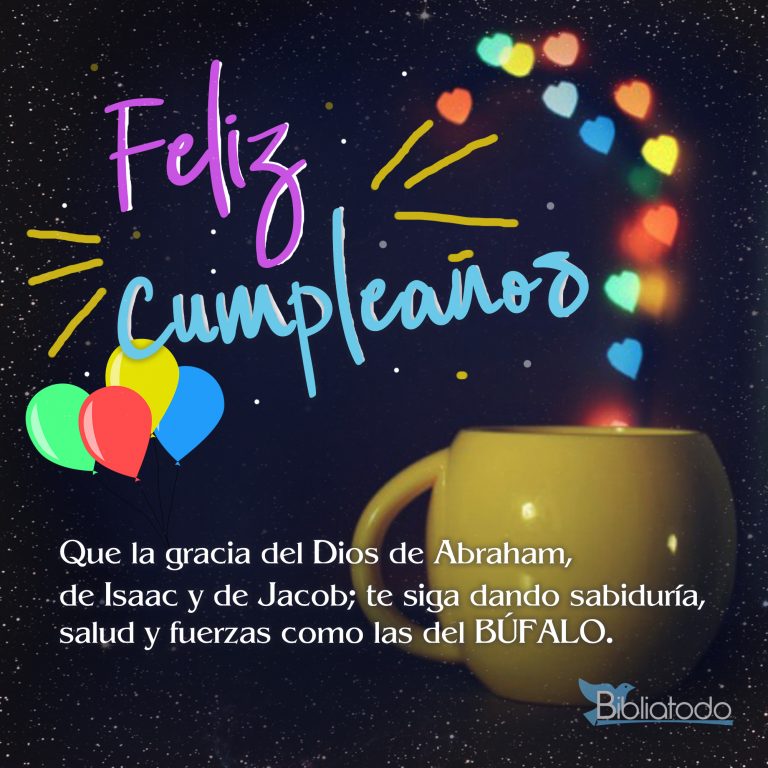 Feliz
Cumpleaños
Que la gracia del Dios de Abraham,
de Isaac y de Jacob; te siga dando sabiduría,
salud y fuerzas como las del BÚFALO.
Bibliatodo